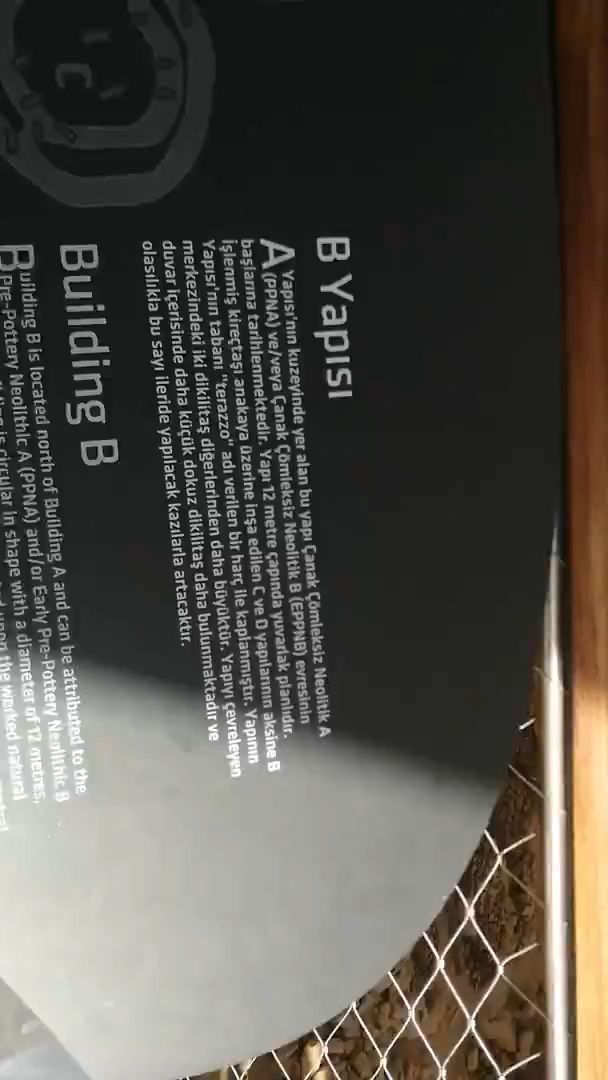 B Yapısı
A Yapısı'nın kuzeyinde yer alan bu yapı Çanak Çömleksiz Neolitik A
(PPNA) ve/veya Çanak Çömleksiz Neolitik B (EPPNB) evresinin
başlarına tarihlenmektedir. Yapı 12 metre çapında yuvarlak planlıdır.
İşlenmiş kireçtaşı anakaya üzerine inşa edilen C ve D yapılarının aksine B
Yapısı'nın tabanı "terazzo" adı verilen bir harç ile kaplanmıştır. Yapının
merkezindeki iki dikilitaş diğerlerinden daha büyüktür. Yapıyı çevreleyen
duvar içerisinde daha küçük dokuz dikilitaş daha bulunmaktadır ve
olasılıkla bu sayı ileride yapılacak kazılarla artacaktır.
Building B
Building B is located north of Building A and can be attributed to the
Pre-Pottery Neolithic A (PPNA) and/or Early Pre-Pottery Neolithic B
is circular in shape with a diameter of 12 metres.
upon the worked natural